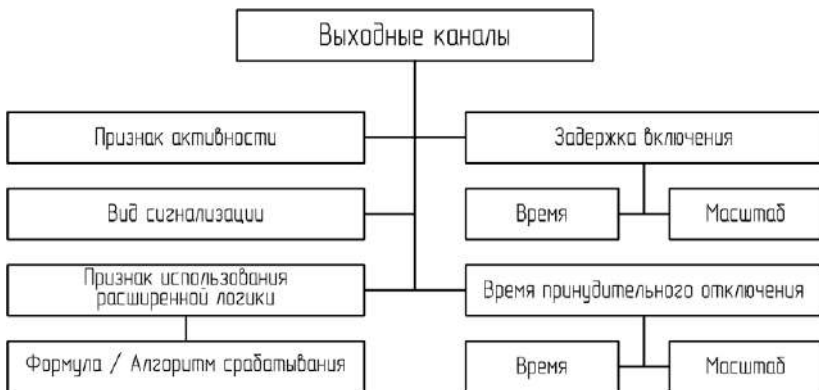 Выходные каналы
Признак активности
Задержка включения
Вид сигнализации
Время
Масштаб
Признак использования
расширенной логики
Время принудительного отключения
Формула / Алгоритм срабатывания
Время
Масштаб